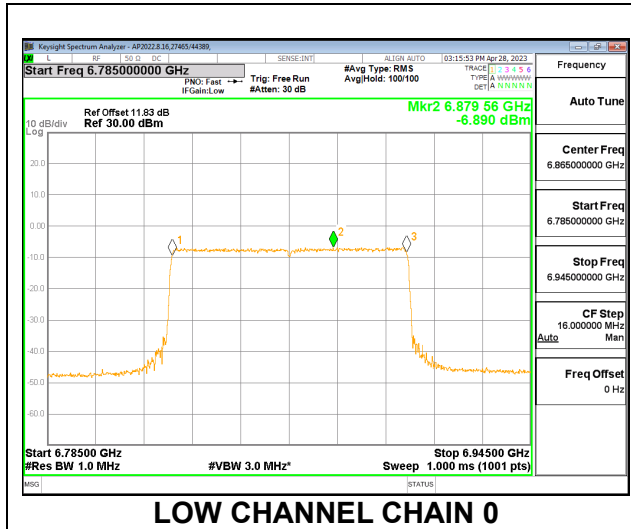 Keysight Spectrum Analyzer - AP2022.8.16,27465/44389,
L RF 50 Ω DC SENSE:INT ALIGN AUTO 03:15:53 PM Apr 28, 2023
Start Freq 6.785000000 GHz
PNO: Fast
IFGain:Low
Trig: Free Run
#Atten: 30 dB
#Avg Type: RMS
Avg|Hold: 100/100
TRACE 1 2 3 4 5 6
TYPE A WWWWW
DET A N N N N N
Frequency
Ref Offset 11.83 dB
Ref 30.00 dBm
10 dB/div
Log
Mkr2 6.879 56 GHz
-6.890 dBm
20.0
10.0
0.00
-10.0
-20.0
-30.0
-40.0
-50.0
-60.0
1
2
3
Start 6.78500 GHz
Stop 6.94500 GHz
#Res BW 1.0 MHz
#VBW 3.0 MHz*
Sweep 1.000 ms (1001 pts)
MSG
STATUS
Auto Tune
Center Freq
6.865000000 GHz
Start Freq
6.785000000 GHz
Stop Freq
6.945000000 GHz
CF Step
16.000000 MHz
Auto Man
Freq Offset
0 Hz
LOW CHANNEL CHAIN 0